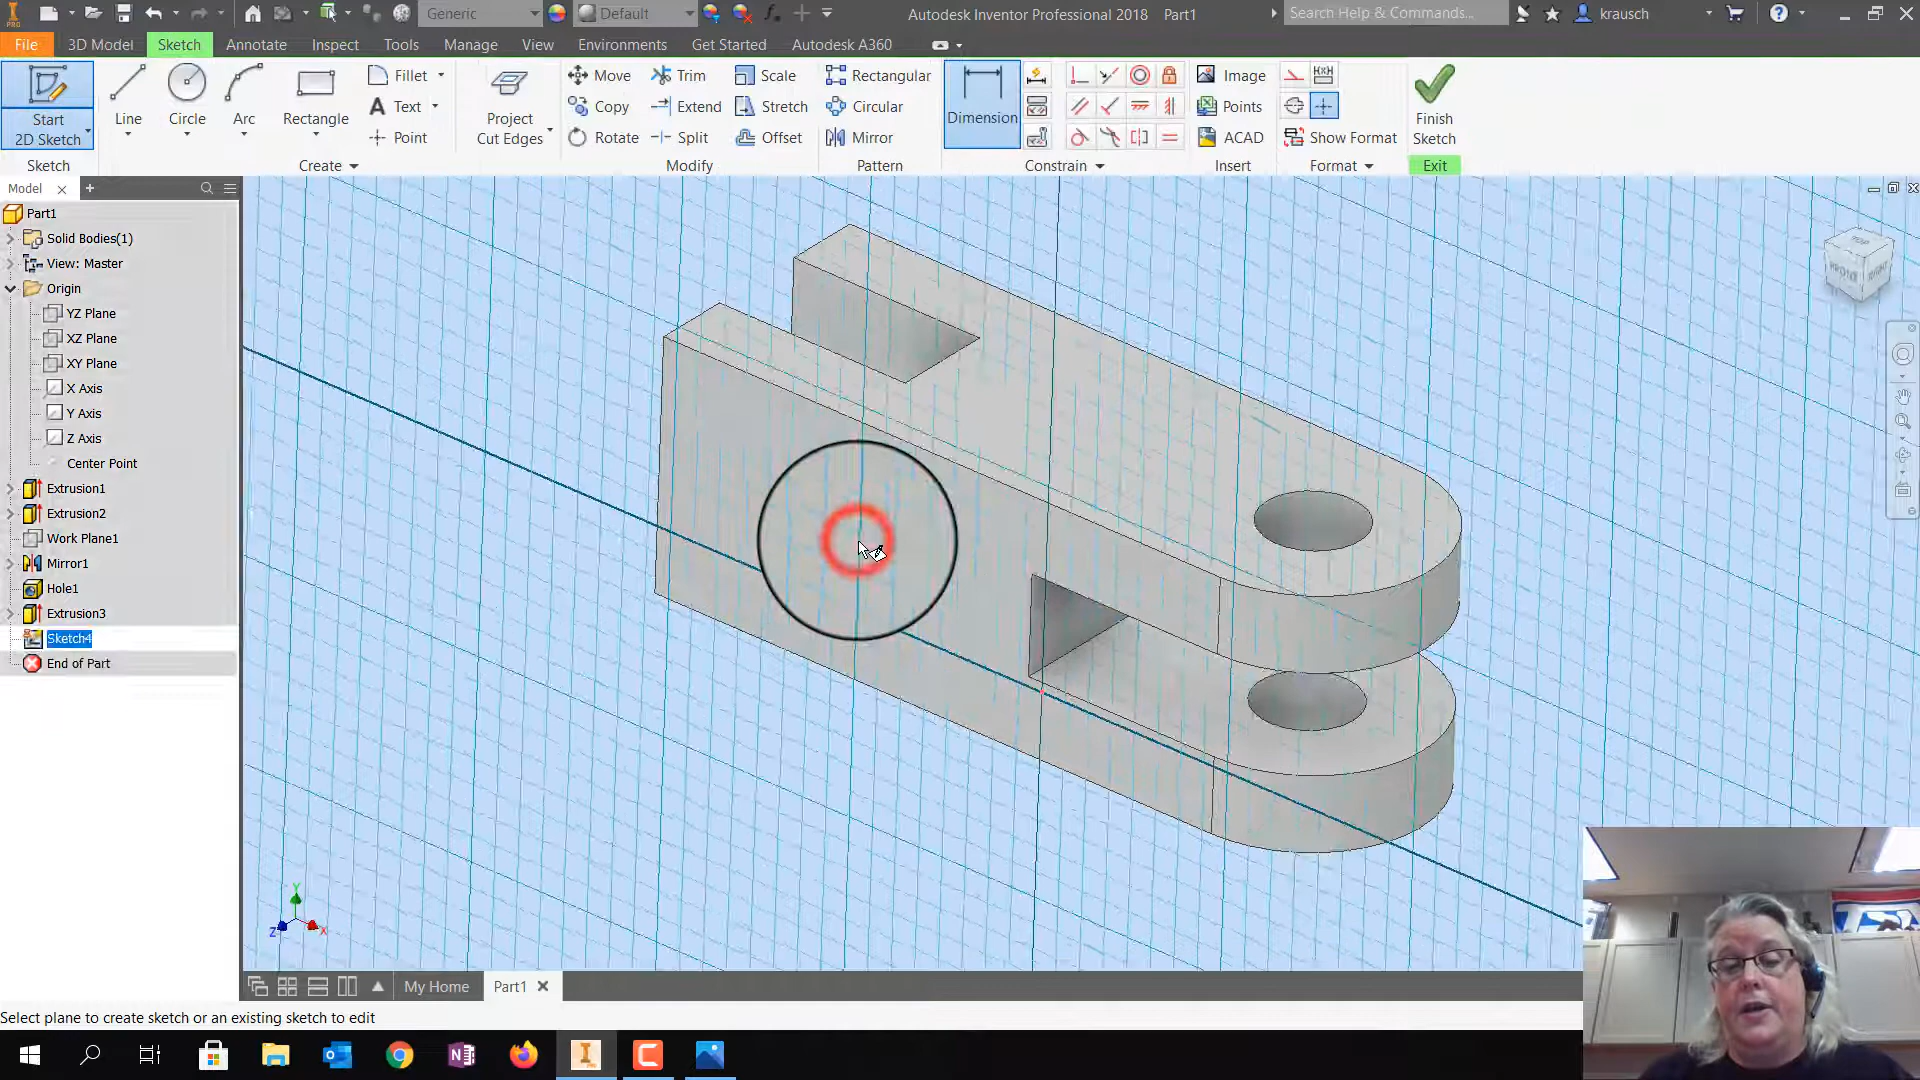 Generic
Default
Autodesk Inventor Professional 2018 Part1
Search Help & Commands...
krausch
File
3D Model
Sketch
Annotate
Inspect
Tools
Manage
View
Environments
Get Started
Autodesk A360
Start
2D Sketch
Line
Circle
Arc
Rectangle
Fillet
Text
Point
Project
Cut Edges
Move
Copy
Rotate
Trim
Extend
Split
Scale
Stretch
Offset
Rectangular
Circular
Mirror
Dimension
Image
Points
ACAD
Show Format
Finish
Sketch
Sketch
Create
Modify
Pattern
Constrain
Insert
Format
Exit
Model
Part1
Solid Bodies(1)
View: Master
Origin
YZ Plane
XZ Plane
XY Plane
X Axis
Y Axis
Z Axis
Center Point
Extrusion1
Extrusion2
Work Plane1
Mirror1
Hole1
Extrusion3
Sketch4
End of Part
TOP
FRONT
RIGHT
Y
Z
X
My Home
Part1
Select plane to create sketch or an existing sketch to edit